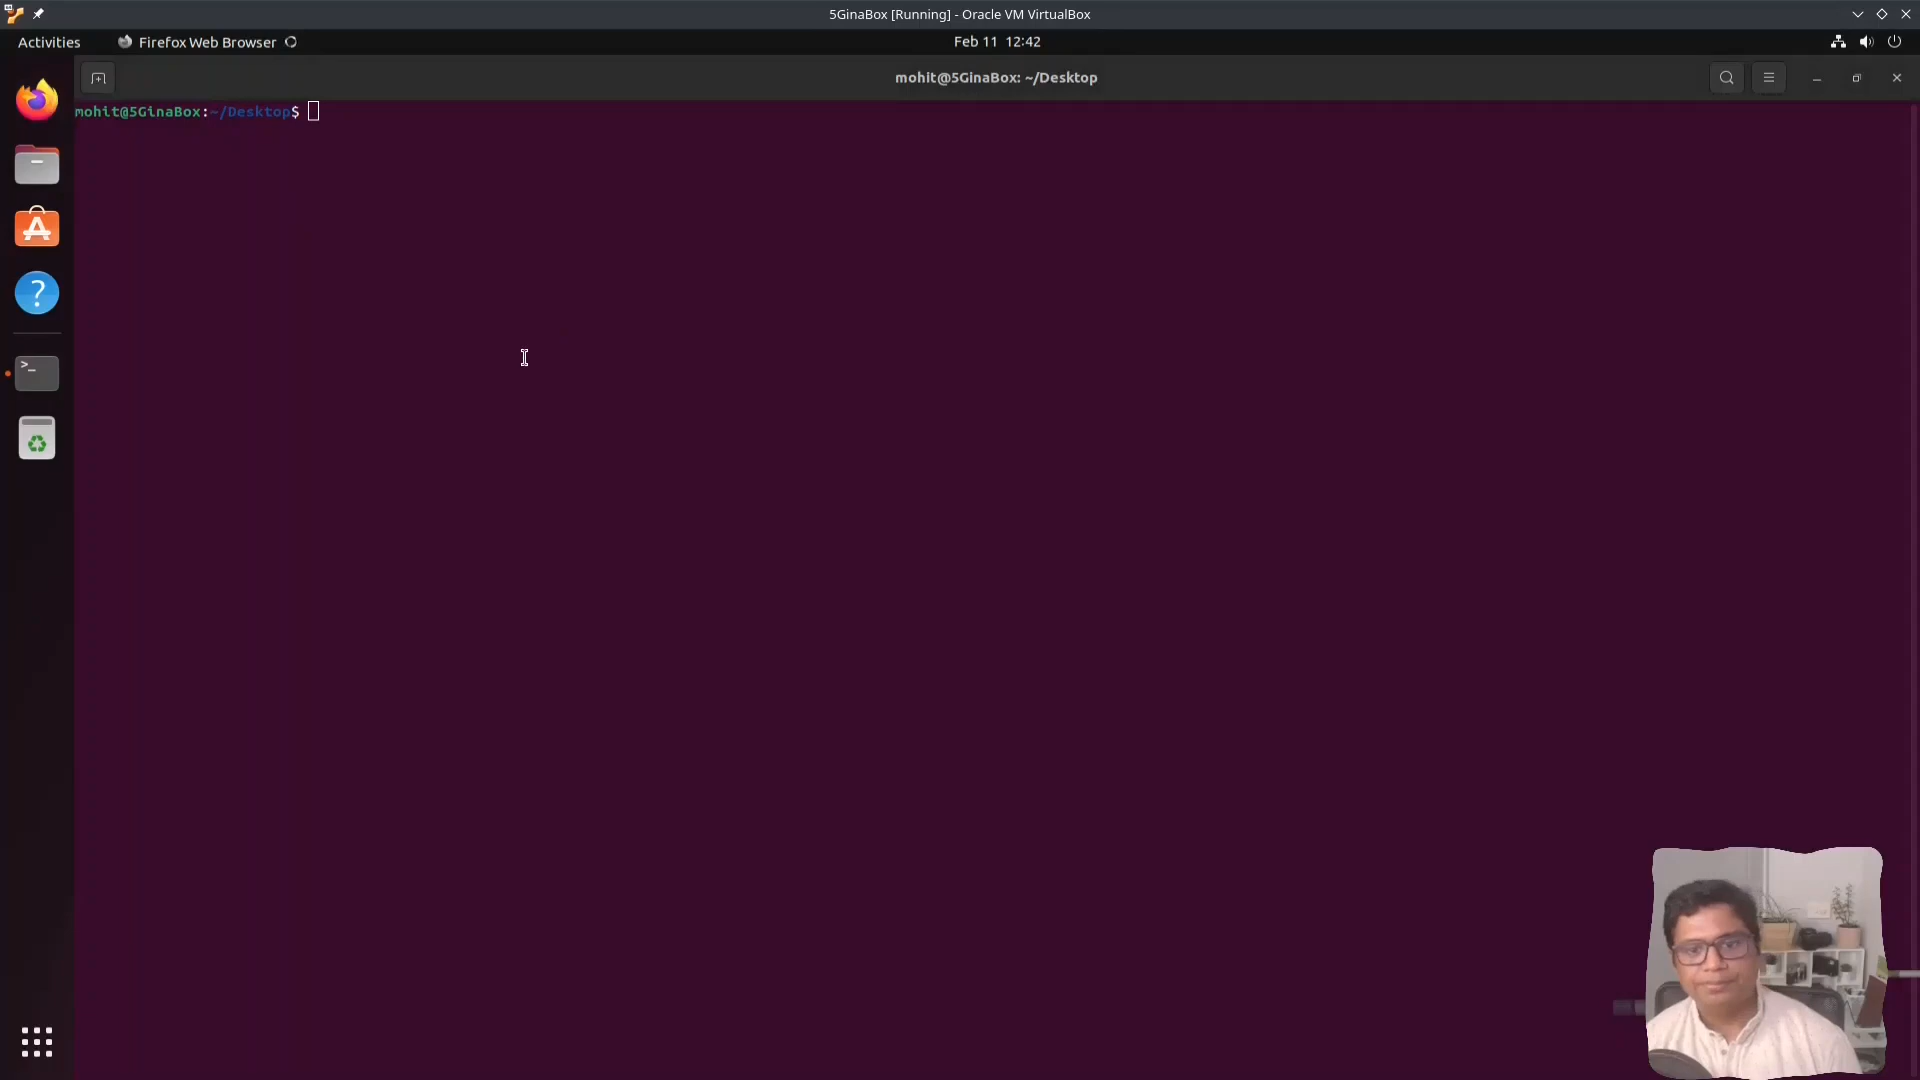 5GinaBox [Running] - Oracle VM VirtualBox
Activities
Firefox Web Browser
Feb 11 12:42
mohit@5GinaBox: ~/Desktop
mohit@5GinaBox:~/Desktop$